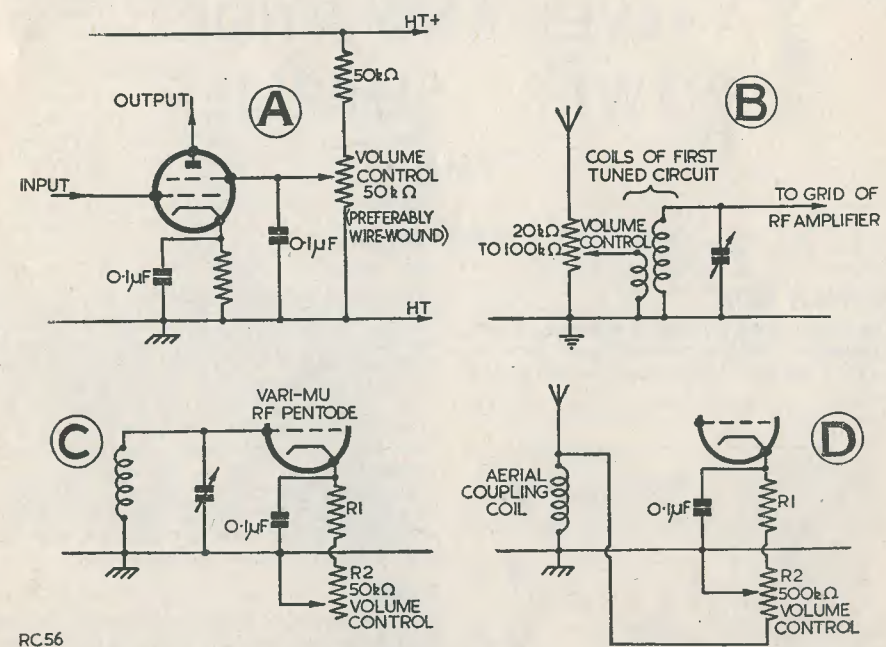 HT+
50kΩ
OUTPUT
A
INPUT
VOLUME
CONTROL
50kΩ
(PREFERABLY
WIRE-WOUND)
0·1µF
0·1µF
HT
B
COILS OF FIRST
TUNED CIRCUIT
TO GRID OF
RF AMPLIFIER
20kΩ
TO 100kΩ
VOLUME
CONTROL
C
VARI-MU
RF PENTODE
0·1µF
R1
R2
50kΩ
VOLUME
CONTROL
D
AERIAL
COUPLING
COIL
0·1µF
R1
R2
500kΩ
VOLUME
CONTROL
RC56